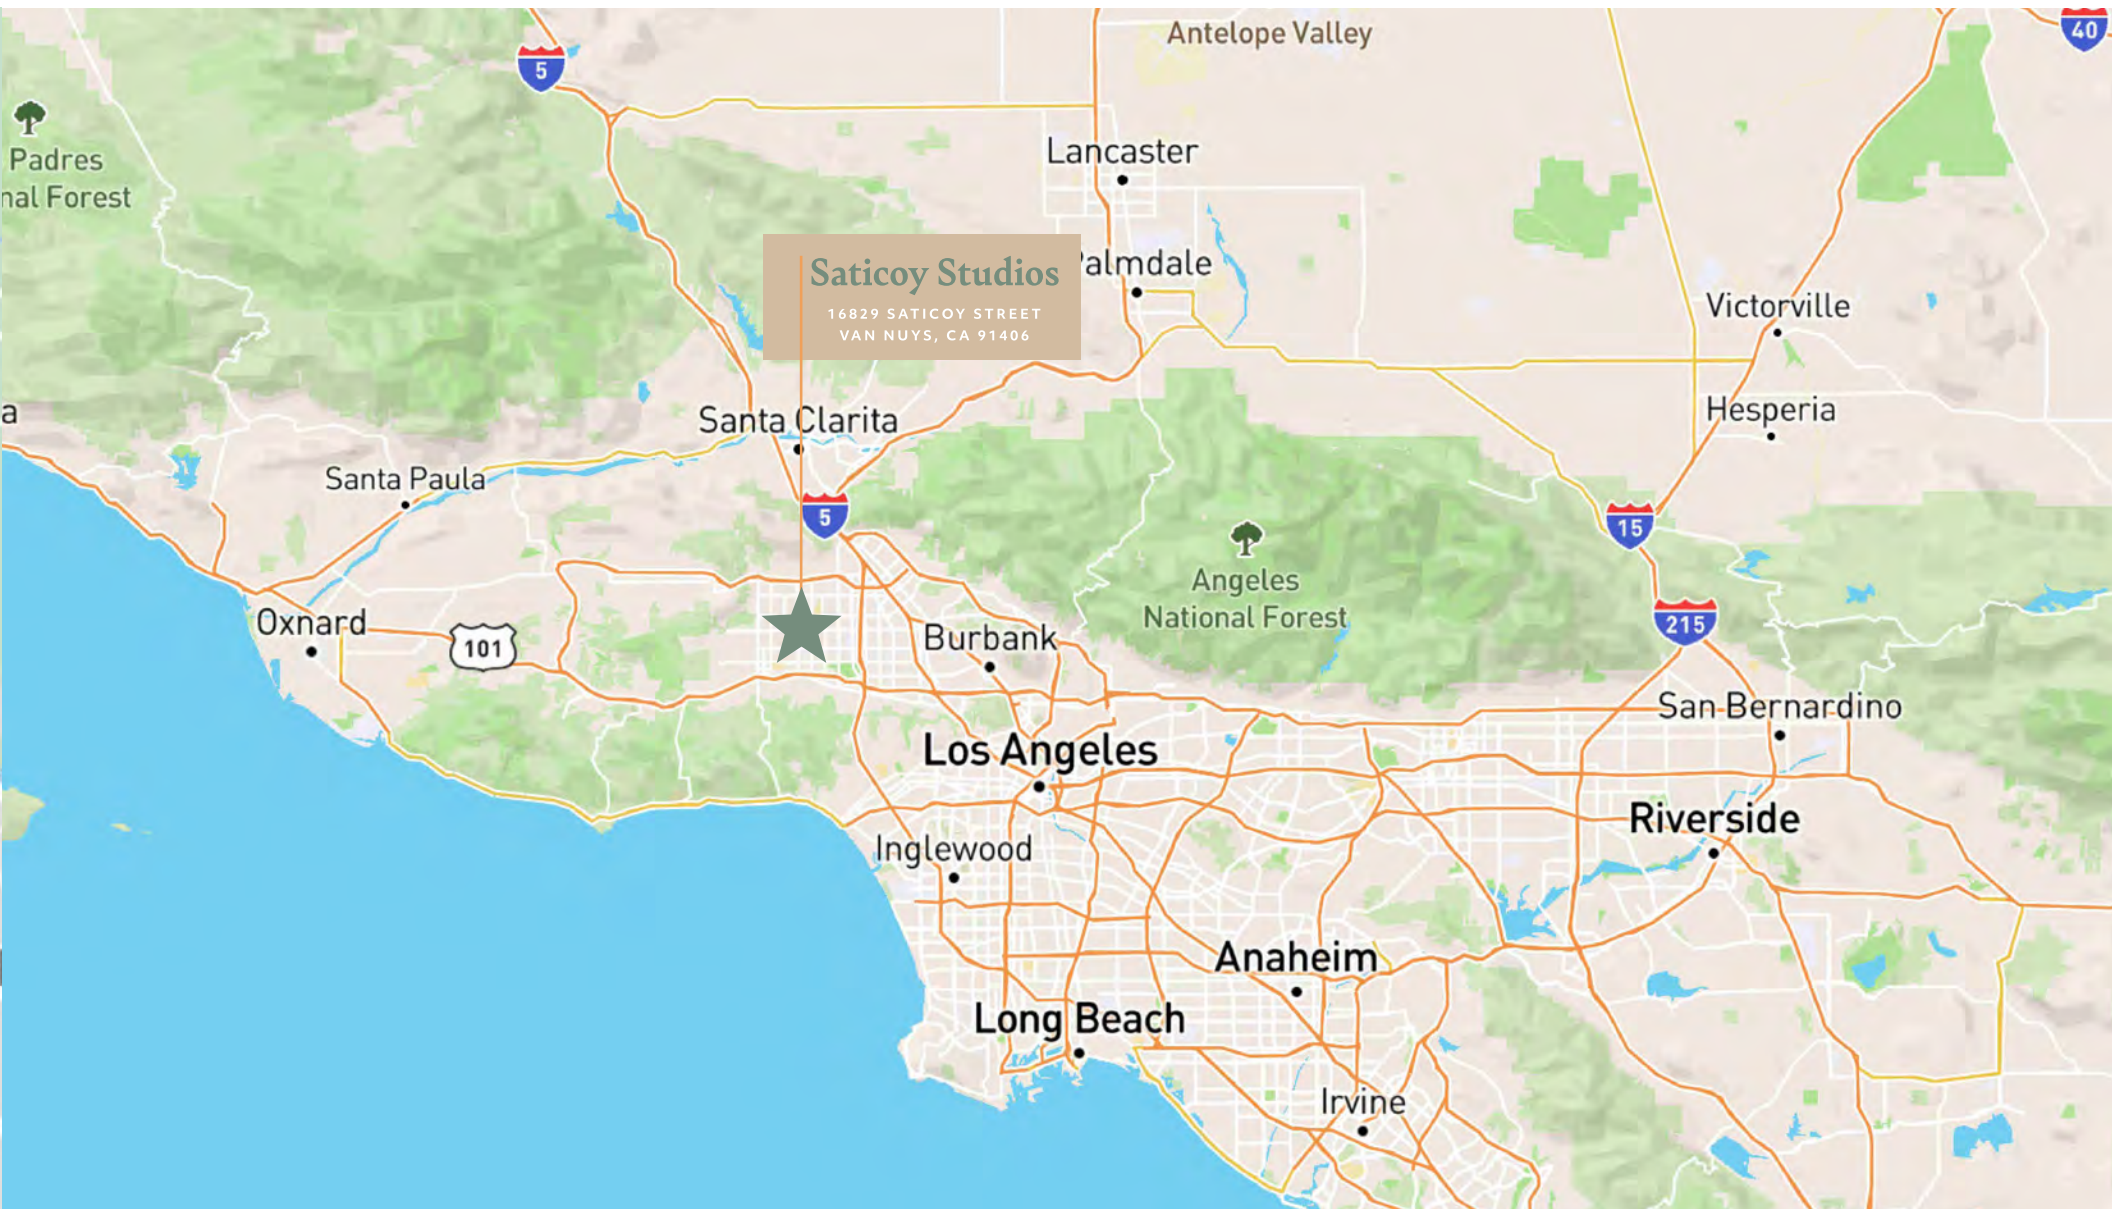 Antelope Valley
40
5
Padres
nal Forest
Lancaster
Saticoy Studios
16829 SATICOY STREET
VAN NUYS, CA 91406
Palmdale
Victorville
a
Santa Clarita
Hesperia
Santa Paula
5
15
Angeles
National Forest
Oxnard
101
Burbank
215
San Bernardino
Los Angeles
Riverside
Inglewood
Anaheim
Long Beach
Irvine